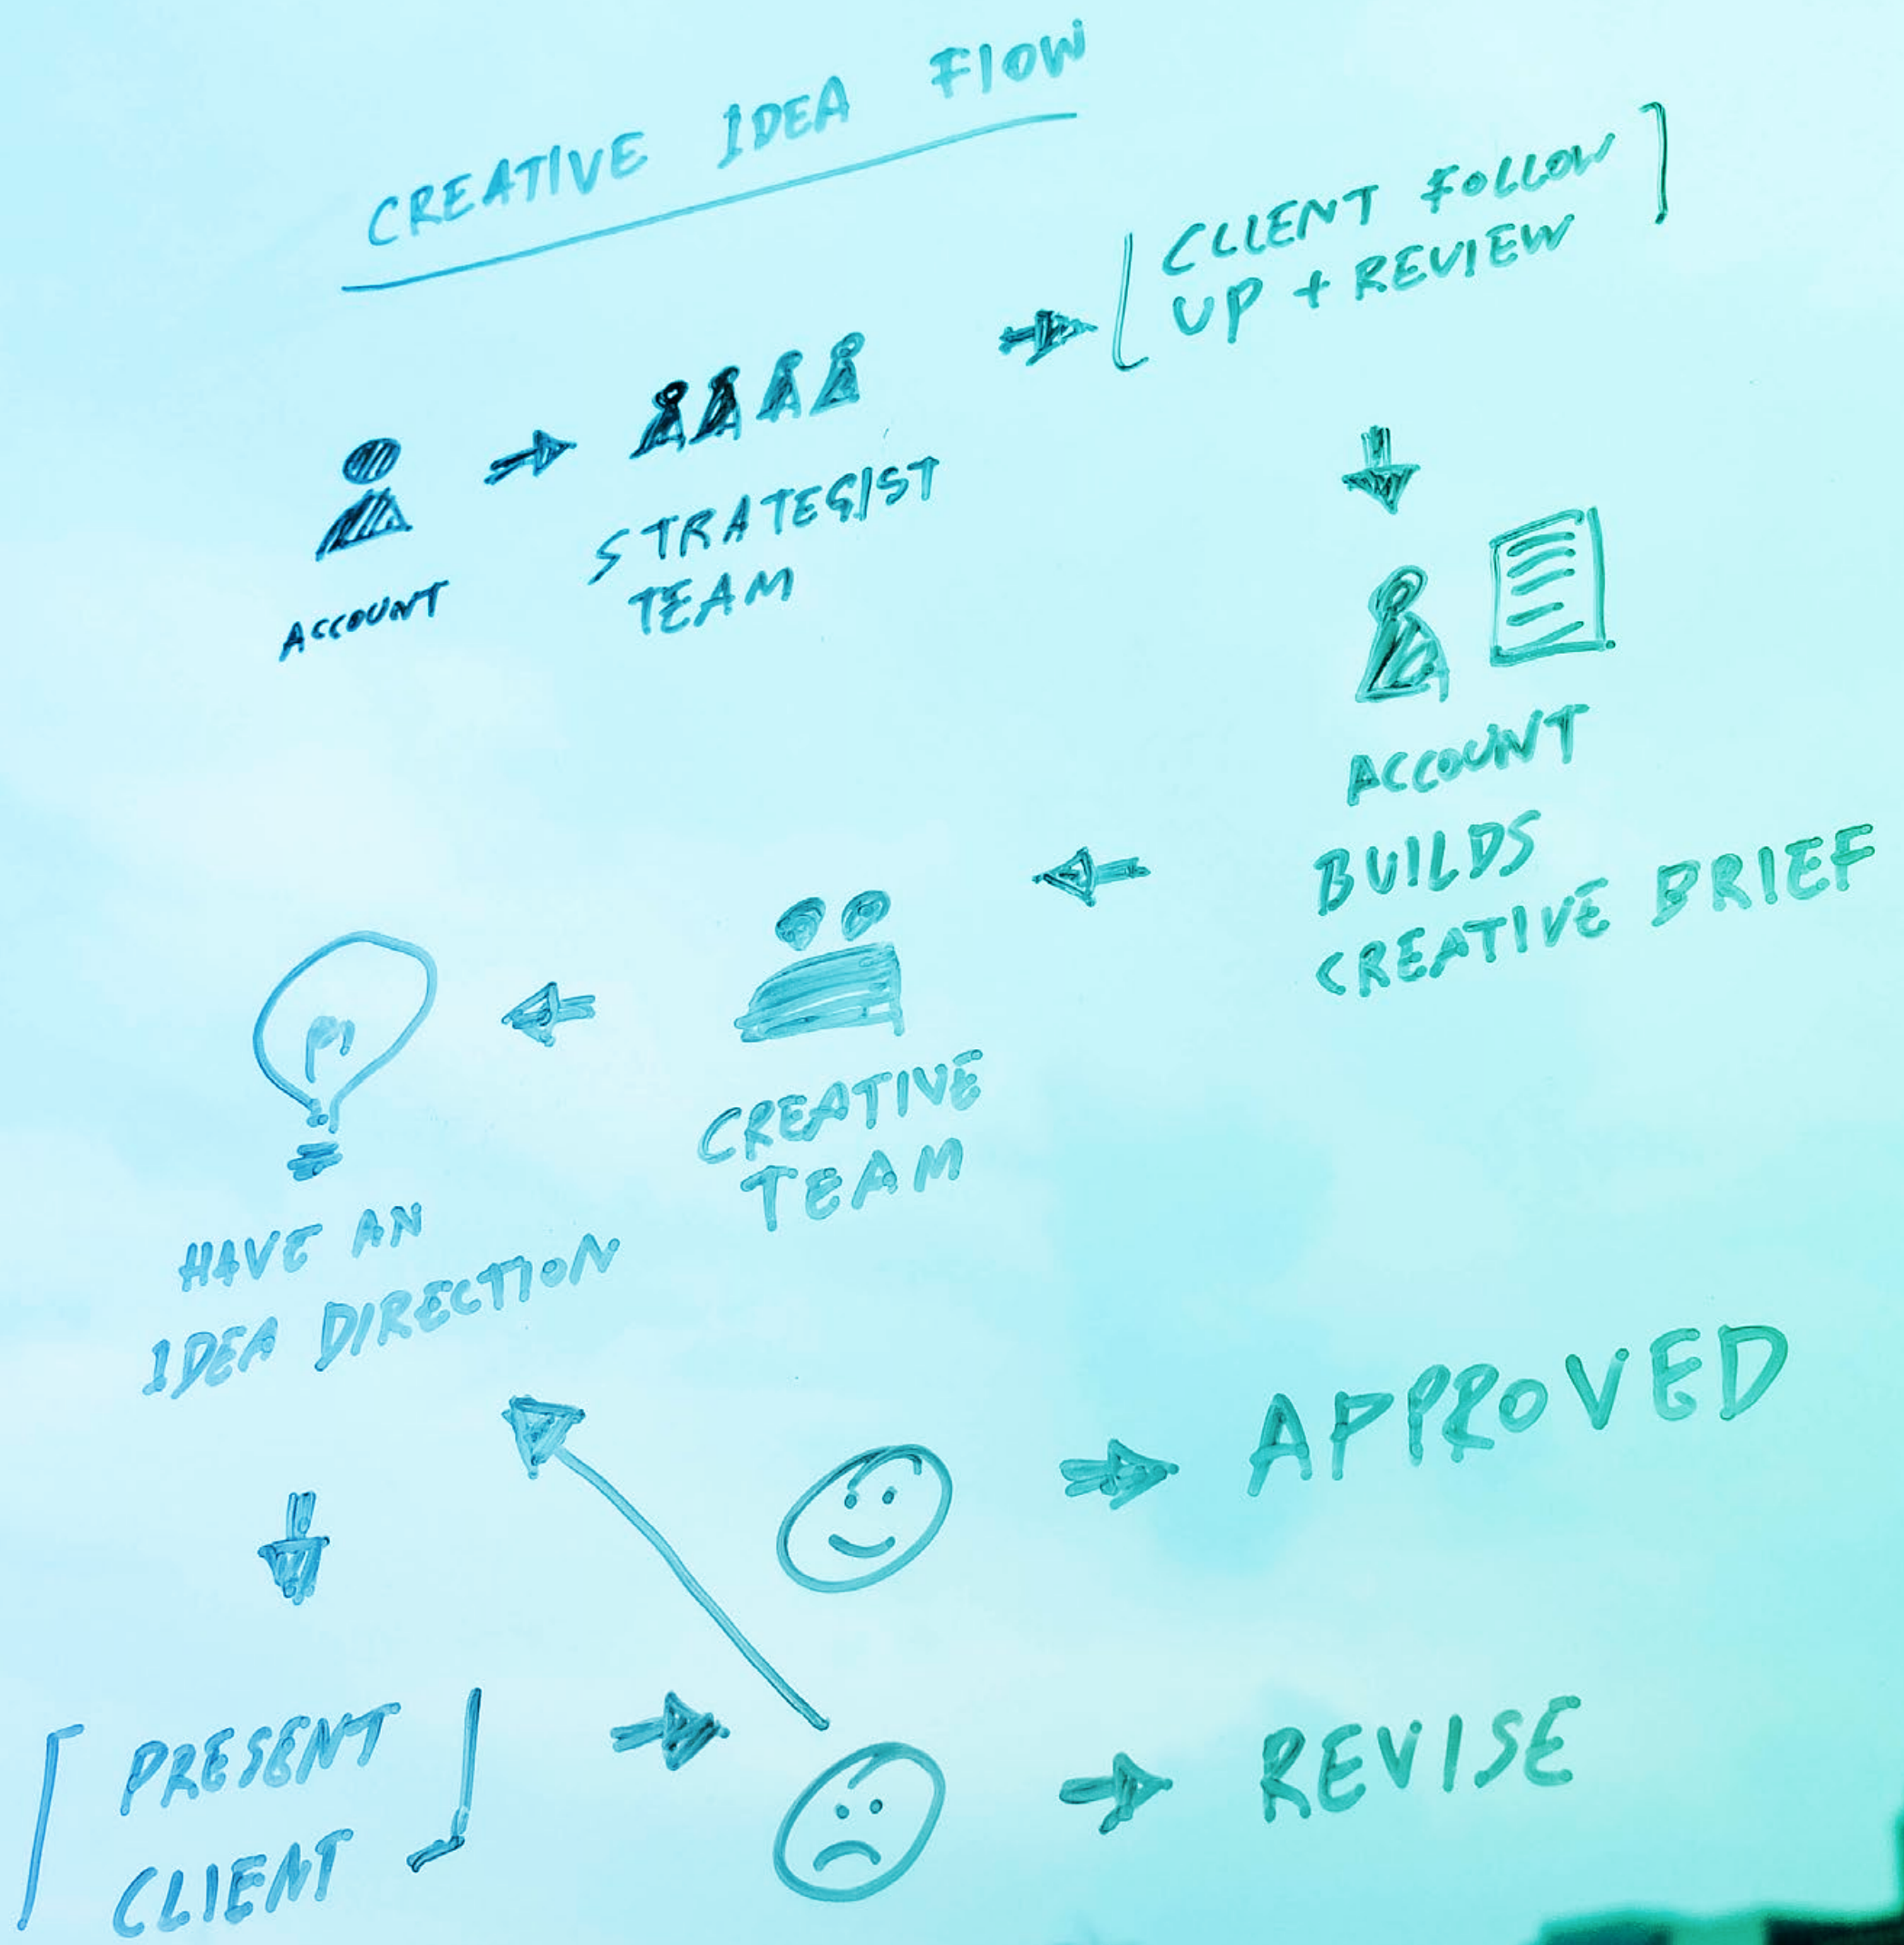 CREATIVE IDEA FLOW
CLIENT FOLLOW
UP + REVIEW
ACCOUNT
STRATEGIST
TEAM
ACCOUNT
BUILDS
CREATIVE BRIEF
CREATIVE
TEAM
HAVE AN
IDEA DIRECTION
APPROVED
PRESENT
CLIENT
REVISE